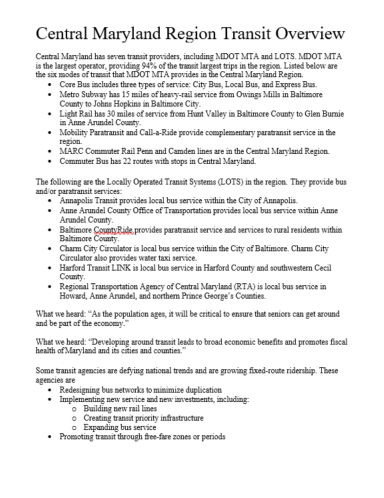 Central Maryland Region Transit Overview
Central Maryland has seven transit providers, including MDOT MTA and LOTS. MDOT MTA
is the largest operator, providing 94% of the transit largest trips in the region. Listed below are
the six modes of transit that MDOT MTA provides in the Central Maryland Region.
• Core Bus includes three types of service: City Bus, Local Bus, and Express Bus.
• Metro Subway has 15 miles of heavy-rail service from Owings Mills in Baltimore
County to Johns Hopkins in Baltimore City.
• Light Rail has 30 miles of service from Hunt Valley in Baltimore County to Glen Burnie
in Anne Arundel County.
• Mobility Paratransit and Call-a-Ride provide complementary paratransit service in the
region.
• MARC Commuter Rail Penn and Camden lines are in the Central Maryland Region.
• Commuter Bus has 22 routes with stops in Central Maryland.
The following are the Locally Operated Transit Systems (LOTS) in the region. They provide bus
and/or paratransit services:
• Annapolis Transit provides local bus service within the City of Annapolis.
• Anne Arundel County Office of Transportation provides local bus service within Anne
Arundel County.
• Baltimore CountyRide provides paratransit service and services to rural residents within
Baltimore County.
• Charm City Circulator is local bus service within the City of Baltimore. Charm City
Circulator also provides water taxi service.
• Harford Transit LINK is local bus service in Harford County and southwestern Cecil
County.
• Regional Transportation Agency of Central Maryland (RTA) is local bus service in
Howard, Anne Arundel, and northern Prince George’s Counties.
What we heard: “As the population ages, it will be critical to ensure that seniors can get around
and be part of the economy.”
What we heard: “Developing around transit leads to broad economic benefits and promotes fiscal
health of Maryland and its cities and counties.”
Some transit agencies are defying national trends and are growing fixed-route ridership. These
agencies are
• Redesigning bus networks to minimize duplication
• Implementing new service and new investments, including:
o Building new rail lines
o Creating transit priority infrastructure
o Expanding bus service
• Promoting transit through free-fare zones or periods